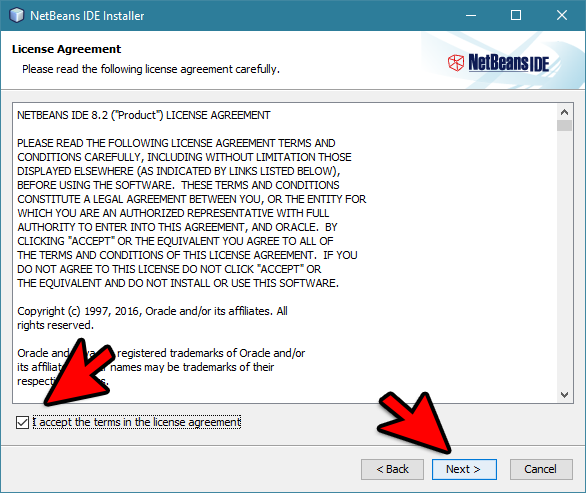 NetBeans IDE Installer
License Agreement
Please read the following license agreement carefully.
NetBeans IDE
NETBEANS IDE 8.2 ("Product") LICENSE AGREEMENT
PLEASE READ THE FOLLOWING LICENSE AGREEMENT TERMS AND
CONDITIONS CAREFULLY, INCLUDING WITHOUT LIMITATION THOSE
DISPLAYED ELSEWHERE (AS INDICATED BY LINKS LISTED BELOW),
BEFORE USING THE SOFTWARE. THESE TERMS AND CONDITIONS
CONSTITUTE A LEGAL AGREEMENT BETWEEN YOU, OR THE ENTITY FOR
WHICH YOU ARE AN AUTHORIZED REPRESENTATIVE WITH FULL
AUTHORITY TO ENTER INTO THIS AGREEMENT, AND ORACLE. BY
CLICKING "ACCEPT" OR THE EQUIVALENT YOU AGREE TO ALL OF
THE TERMS AND CONDITIONS OF THIS LICENSE AGREEMENT. IF YOU
DO NOT AGREE TO THIS LICENSE DO NOT CLICK "ACCEPT" OR
THE EQUIVALENT AND DO NOT INSTALL OR USE THIS SOFTWARE.
Copyright (c) 1997, 2016, Oracle and/or its affiliates. All
rights reserved.
Oracle and registered trademarks of Oracle and/or
its names may be trademarks of their
I accept the terms in the license agreement
< Back
Next >
Cancel